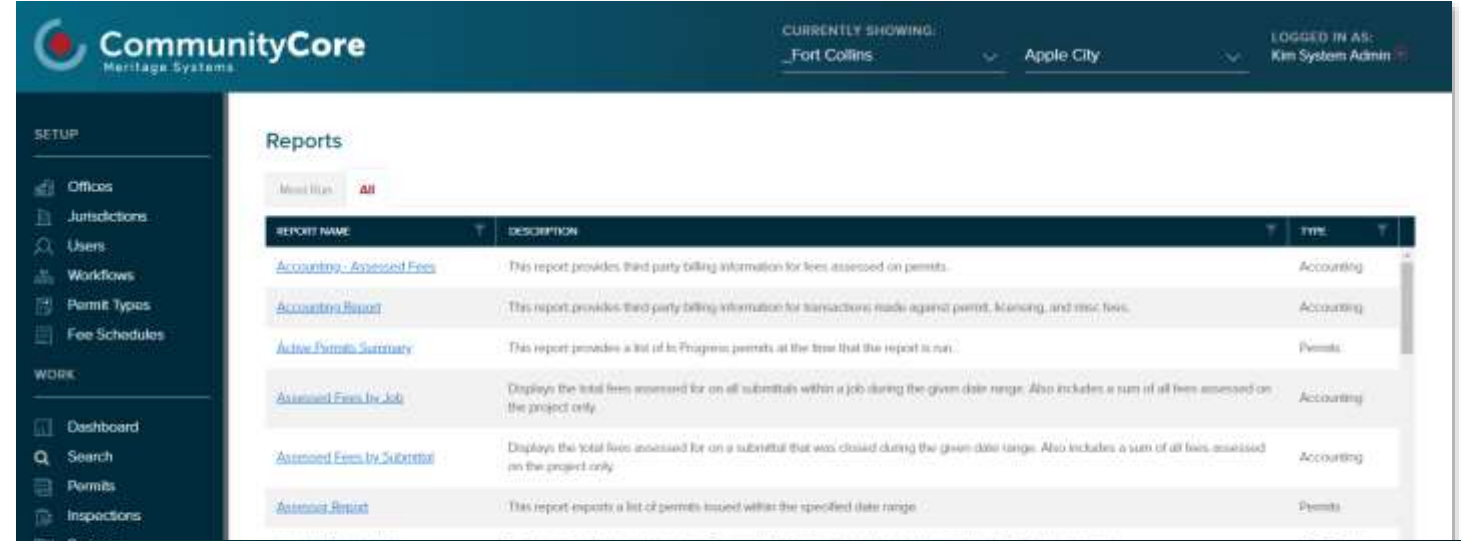 CommunityCore
Meritage Systems
CURRENTLY SHOWING:
_Fort Collins
Apple City
LOGGED IN AS:
Kim System Admin
SETUP
Offices
Jurisdictions
Users
Workflows
Permit Types
Fee Schedules
WORK
Dashboard
Search
Permits
Inspections
Reports
Most Run All
REPORT NAME DESCRIPTION TYPE
Accounting - Assessed Fees This report provides third party billing information for fees assessed on permits. Accounting
Accounting Report This report provides third party billing information for transactions made against permit, licensing, and misc fees. Accounting
Active Permits Summary This report provides a list of In Progress permits at the time that the report is run. Permits
Assessed Fees by Job Displays the total fees assessed for on all submittals within a job during the given date range. Also includes a sum of all fees assessed on
the project only. Accounting
Assessed Fees by Submittal Displays the total fees assessed for on a submittal that was closed during the given date range. Also includes a sum of all fees assessed
on the project only. Accounting
Assessor Report This report exports a list of permits issued within the specified date range. Permits